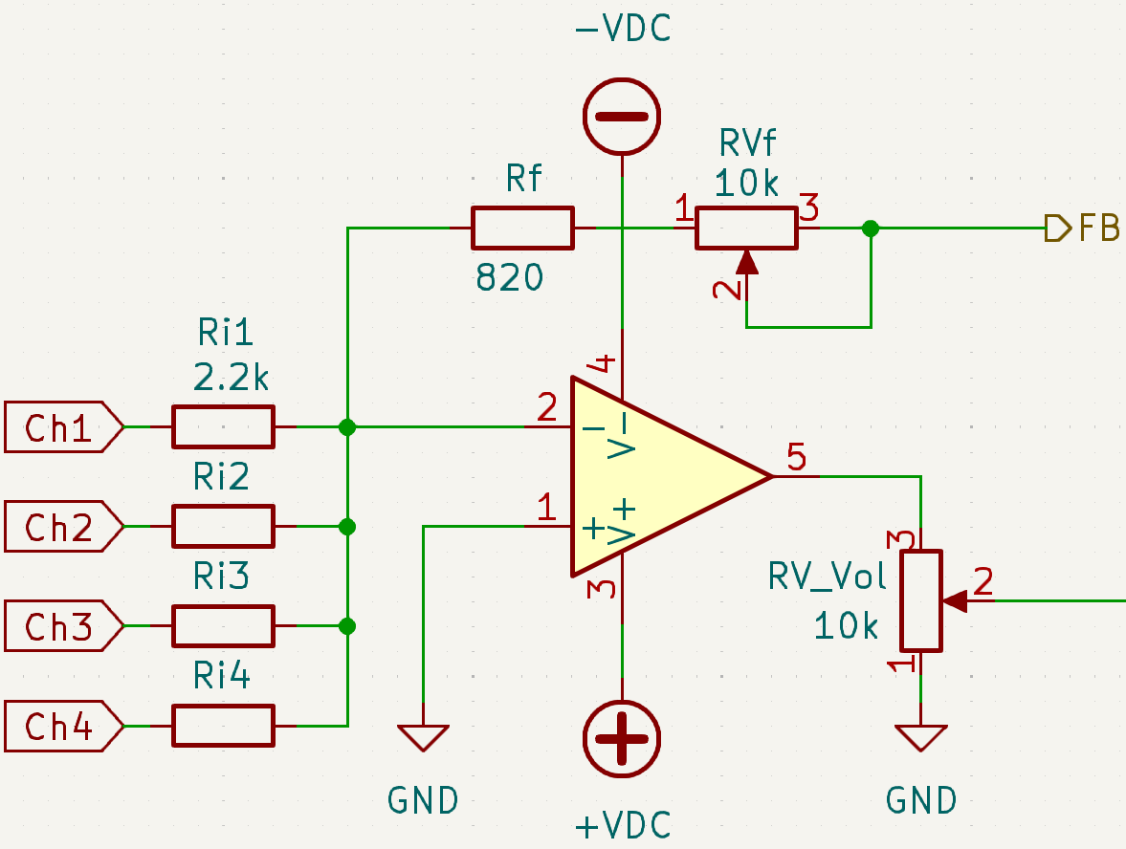 -VDC
RVf
10k
Rf
1
3
FB
820
2
Ri1
2.2k
4
Ch1
2
-
V-
5
Ri2
Ch2
1
+
V+
3
Ri3
Ch3
3
RV_Vol
10k
2
1
Ri4
Ch4
GND
GND
+VDC